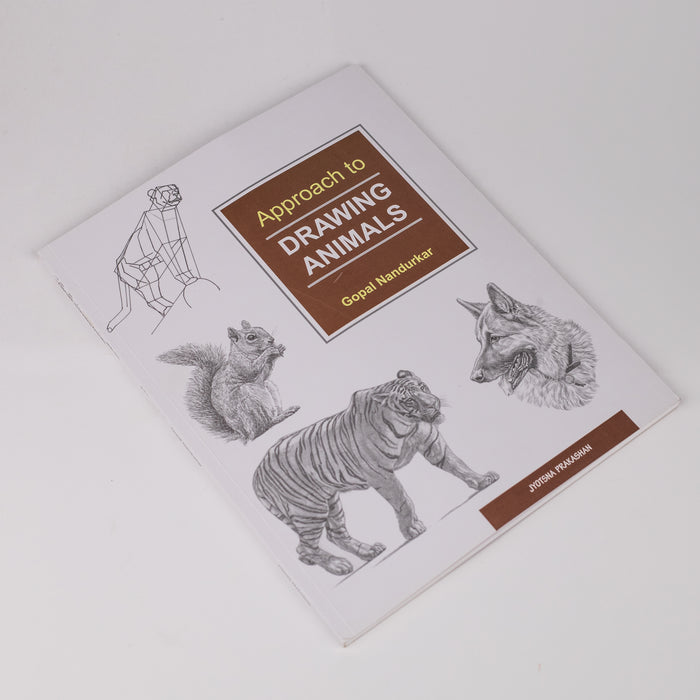 Approach to
DRAWING
ANIMALS
Gopal Nandurkar
JYOTSNA PRAKASHAN